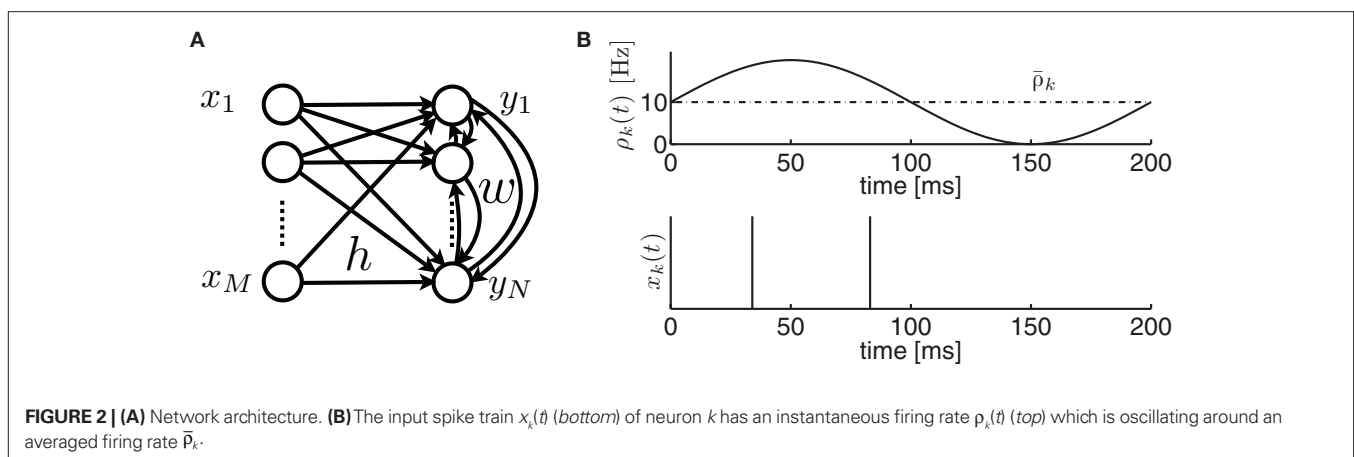 A
x1
xM
h
y1
w
yN
B
ρk(t) [Hz]
10
0
ρ̄k
0 50 100 150 200
time [ms]
xk(t)
0 50 100 150 200
time [ms]
FIGURE 2 | (A) Network architecture. (B) The input spike train xk(t) (bottom) of neuron k has an instantaneous firing rate ρk(t) (top) which is oscillating around an
averaged firing rate ρ̄k.